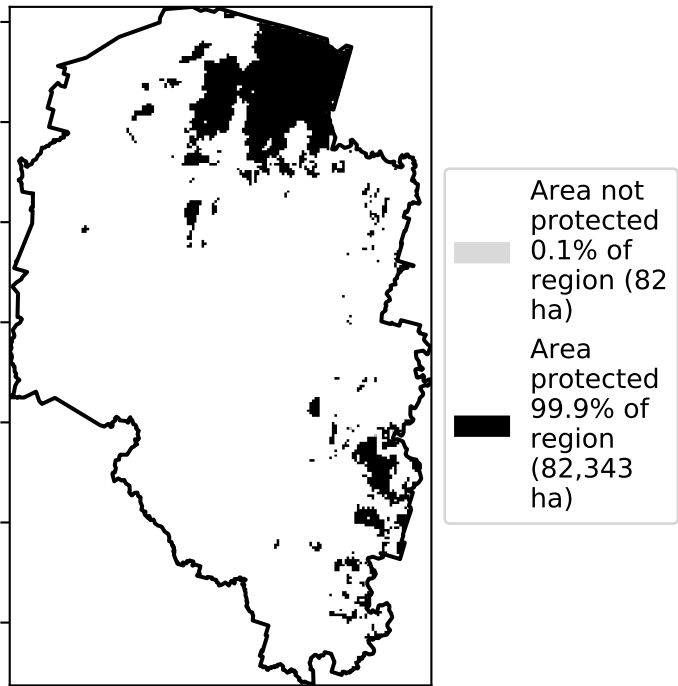 Area not
protected
0.1% of
region (82
ha)
Area
protected
99.9% of
region
(82,343
ha)